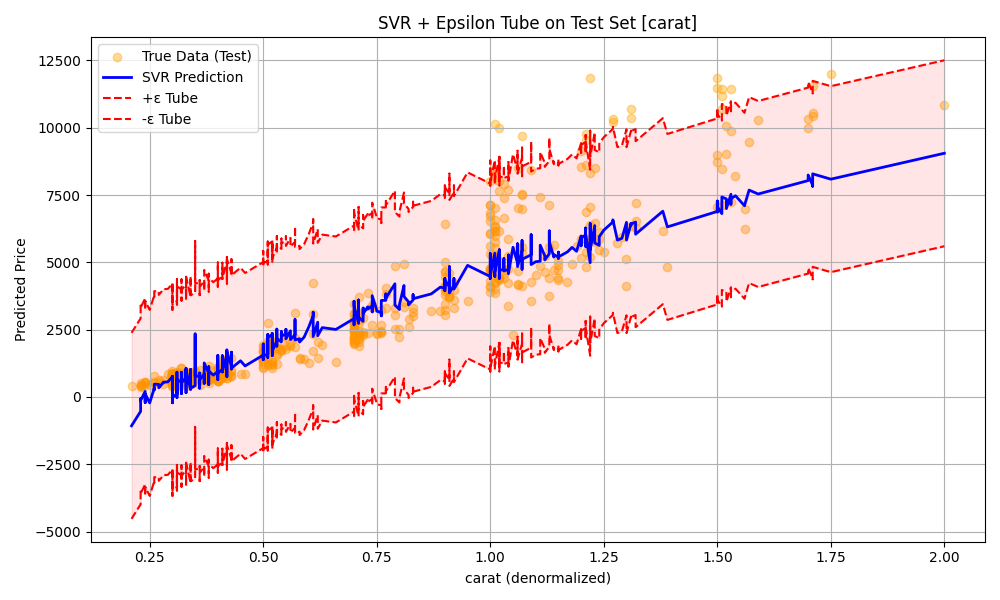 SVR + Epsilon Tube on Test Set [carat]
True Data (Test)
SVR Prediction
+ε Tube
-ε Tube
12500
10000
7500
5000
2500
0
−2500
−5000
Predicted Price
0.25 0.50 0.75 1.00 1.25 1.50 1.75 2.00
carat (denormalized)